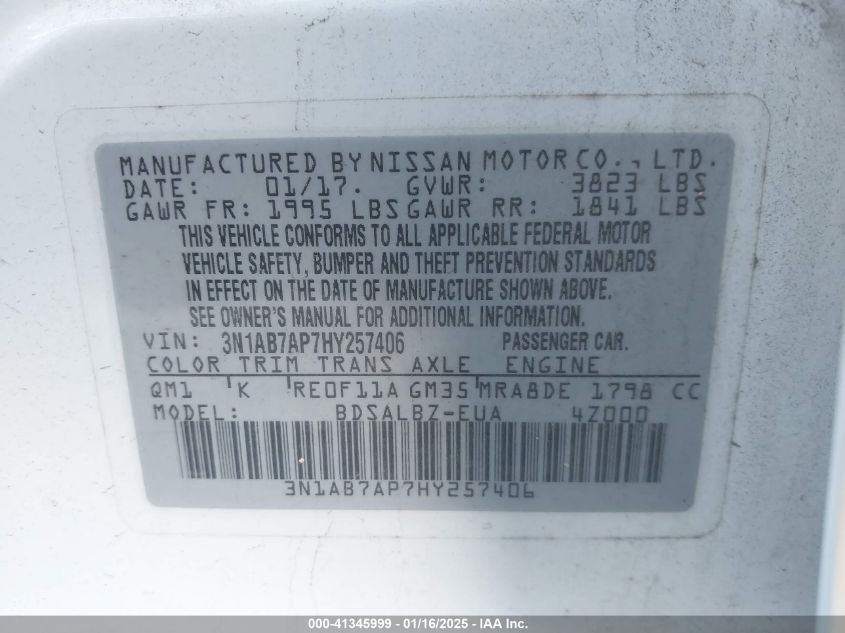 MANUFACTURED BY NISSAN MOTOR CO., LTD.
DATE: 01/17. GVWR: 3823 LBS
GAWR FR: 1995 LBS GAWR RR: 1841 LBS
THIS VEHICLE CONFORMS TO ALL APPLICABLE FEDERAL MOTOR
VEHICLE SAFETY, BUMPER AND THEFT PREVENTION STANDARDS
IN EFFECT ON THE DATE OF MANUFACTURE SHOWN ABOVE.
SEE OWNER'S MANUAL FOR ADDITIONAL INFORMATION.
VIN: 3N1AB7AP7HY257406 PASSENGER CAR.
COLOR TRIM TRANS AXLE ENGINE
QM1 'K RE0F11A GM35'MRA8DE 1798 CC
MODEL: BDSALBZ-EUA 4Z000
3N1AB7AP7HY257406
000-41345999 - 01/16/2025 - IAA Inc.